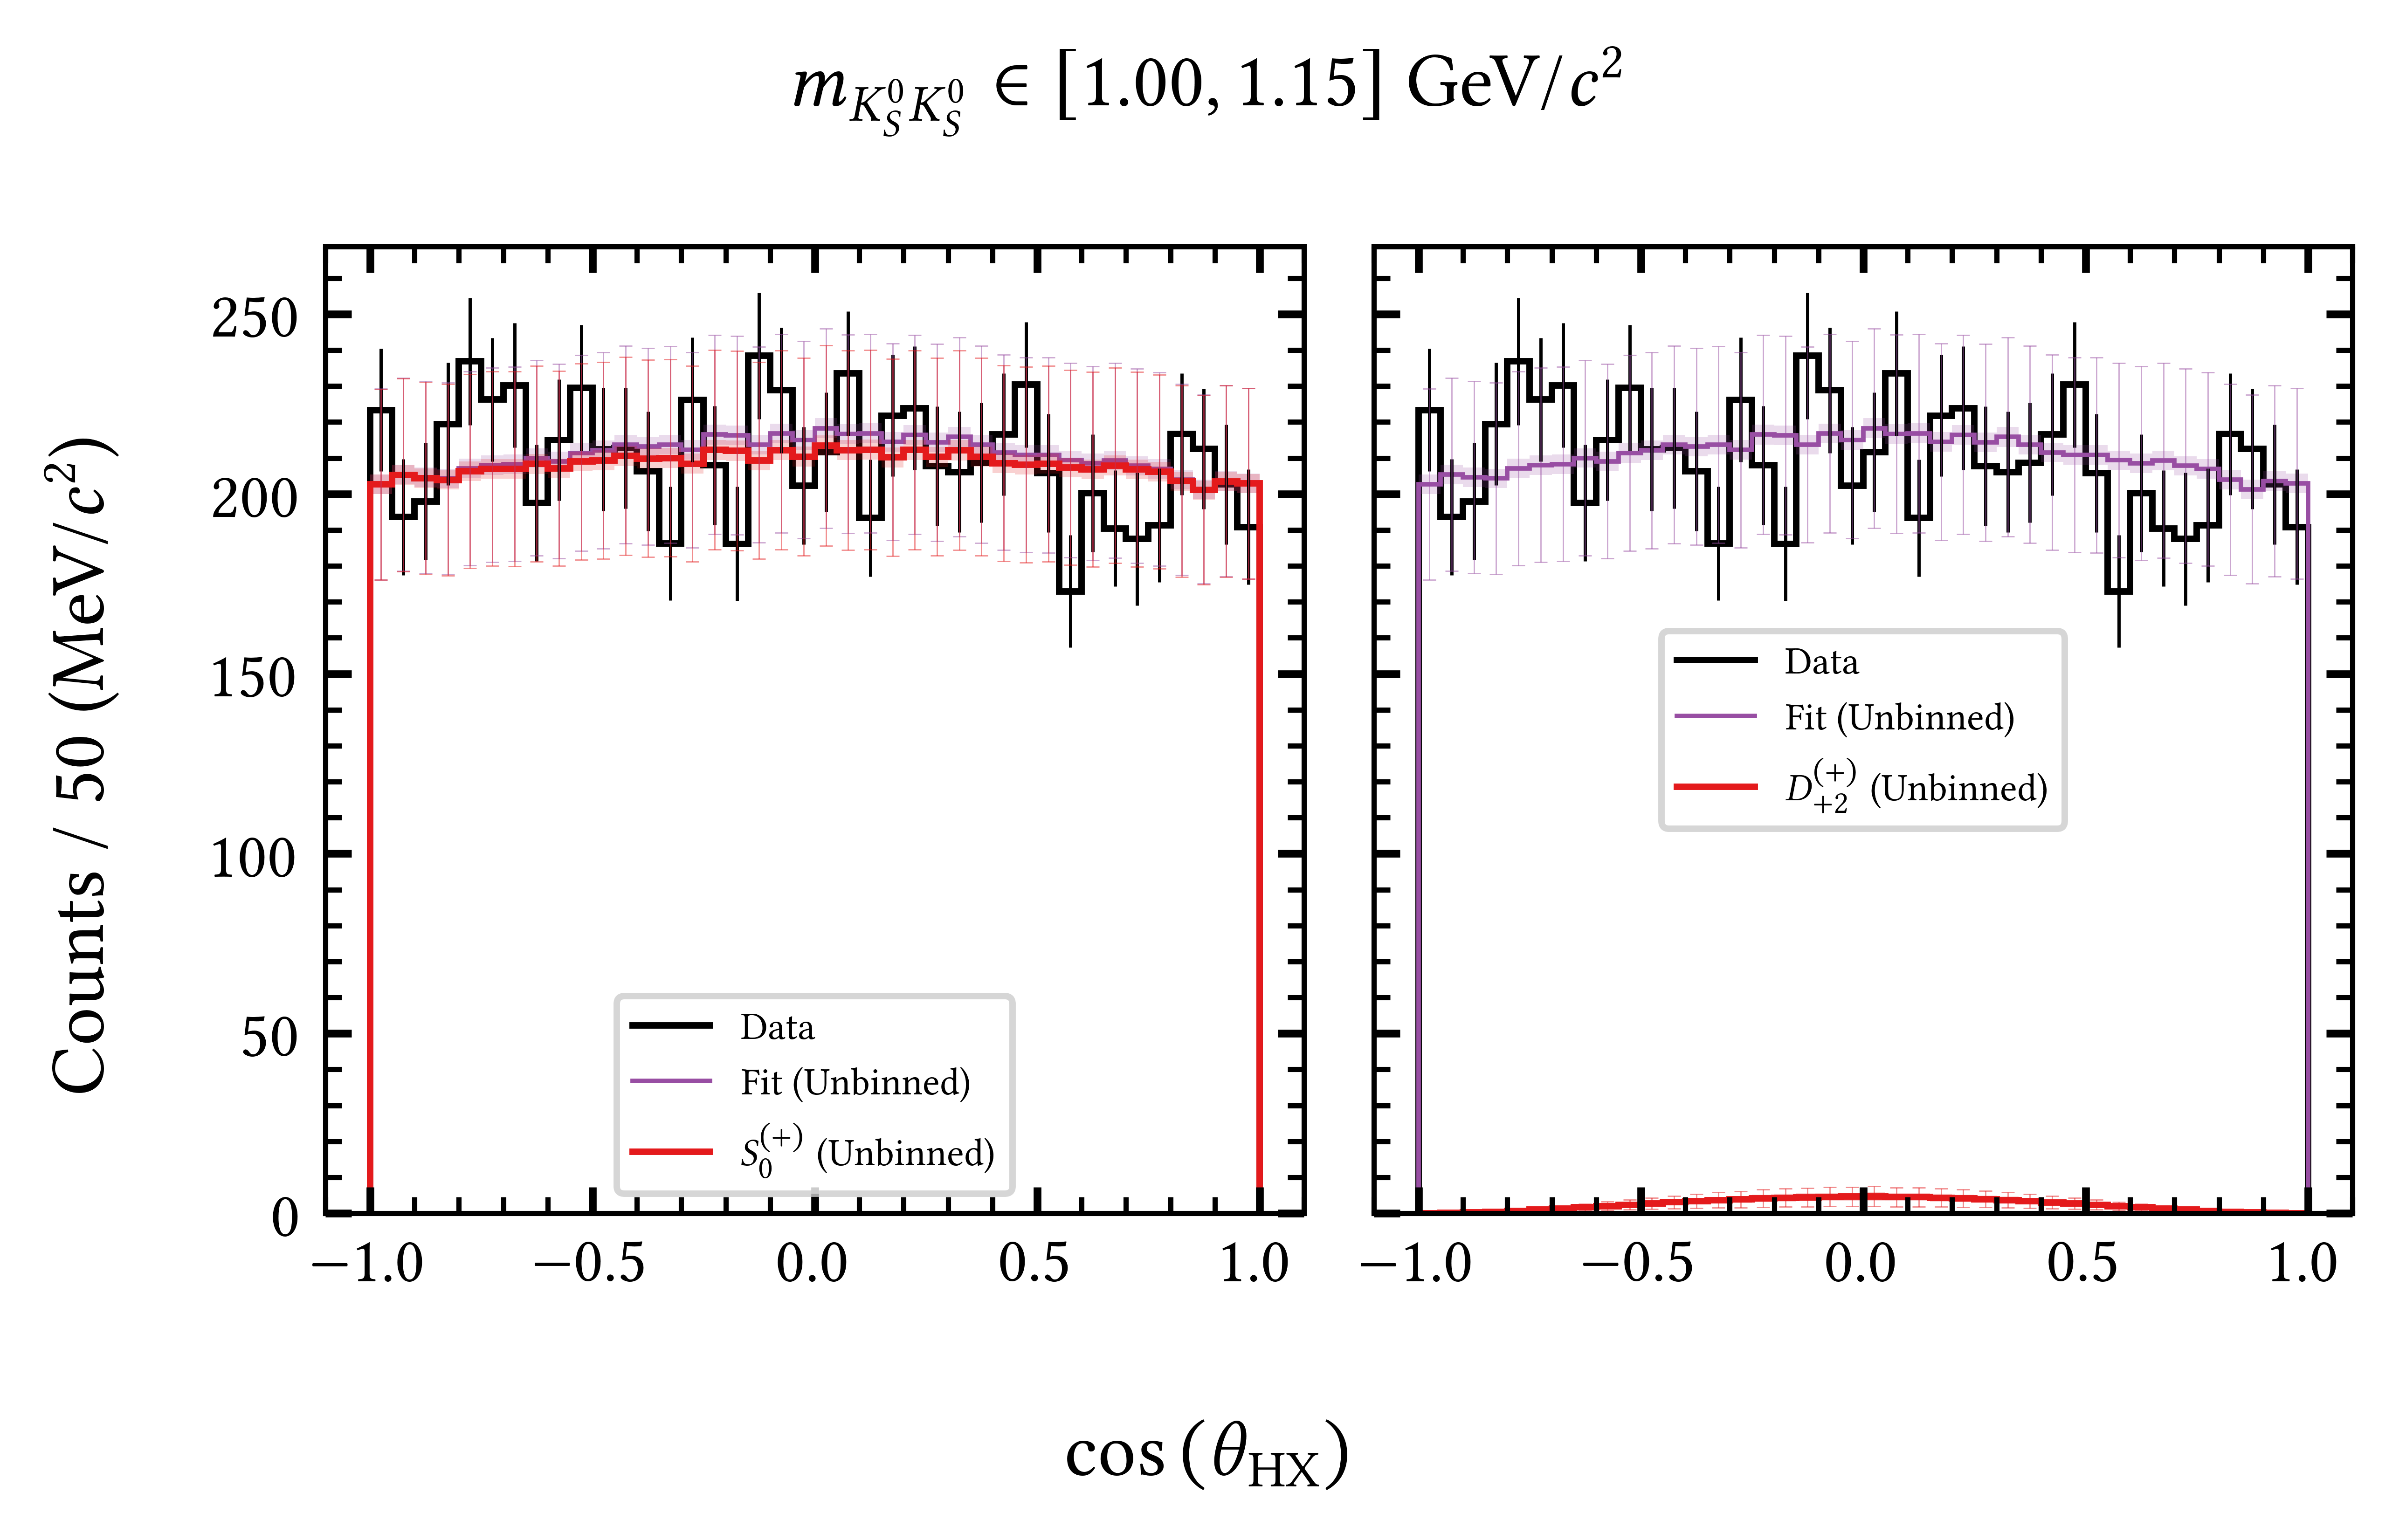 m_{K_S^0 K_S^0} ∈ [1.00, 1.15] GeV/c²
Counts / 50 (MeV/c²)
250
200
150
100
50
0
Data
Fit (Unbinned)
S_0^{(+)} (Unbinned)
−1.0 −0.5 0.0 0.5 1.0
Data
Fit (Unbinned)
D_{+2}^{(+)} (Unbinned)
−1.0 −0.5 0.0 0.5 1.0
cos (θ_HX)